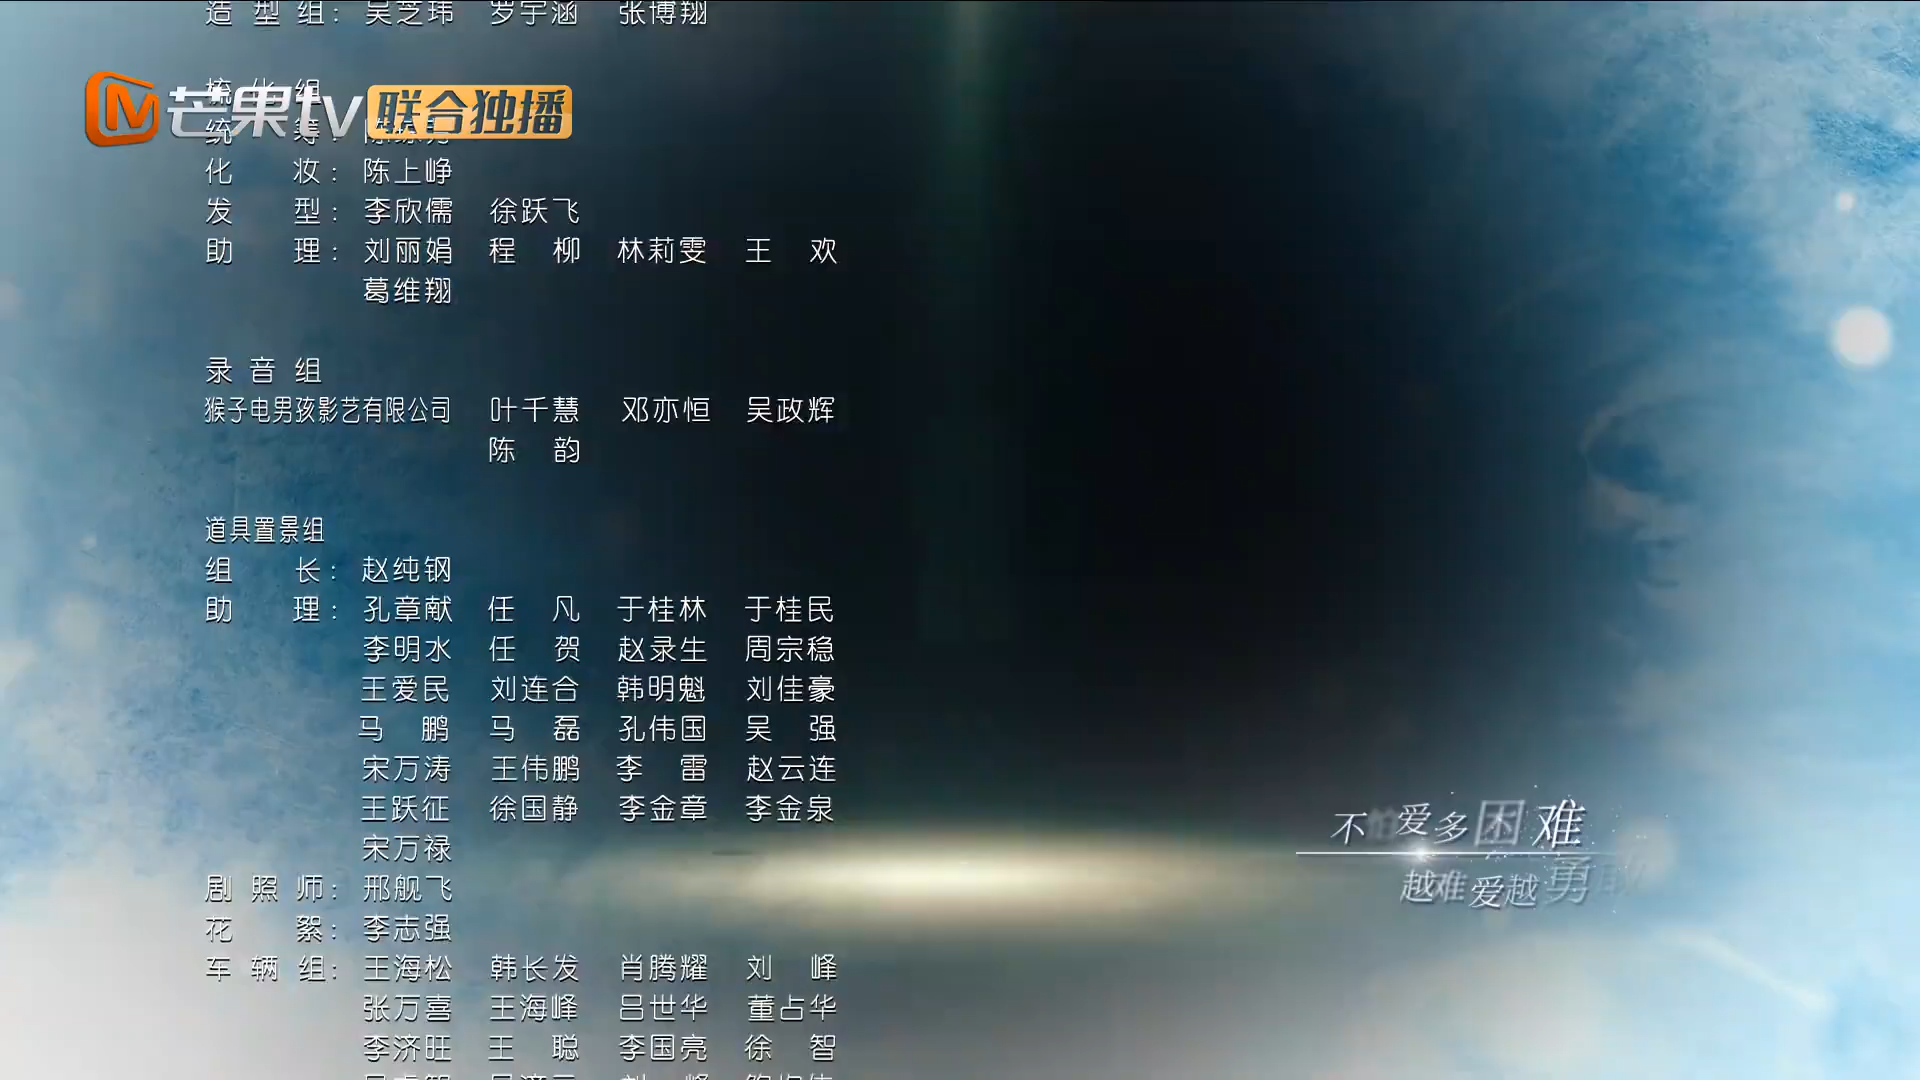 造型组：吴芝玮 罗宇涵 张博翔
梳化组
芒果tv 联合独播
统筹：
化妆：陈上峥
发型：李欣儒 徐跃飞
助理：刘丽娟 程柳 林莉雯 王欢
葛维翔
录音组
猴子电男孩影艺有限公司 叶千慧 邓亦恒 吴政辉
陈韵
道具置景组
组长：赵纯钢
助理：孔章献 任凡 于桂林 于桂民
李明水 任贺 赵录生 周宗稳
王爱民 刘连合 韩明魁 刘佳豪
马鹏 马磊 孔伟国 吴强
宋万涛 王伟鹏 李雷 赵云连
王跃征 徐国静 李金章 李金泉
宋万禄
剧照师：邢舰飞
花絮：李志强
车辆组：王海松 韩长发 肖腾耀 刘峰
张万喜 王海峰 吕世华 董占华
李济旺 王聪 李国亮 徐智
不怕爱多困难
越难爱越勇敢